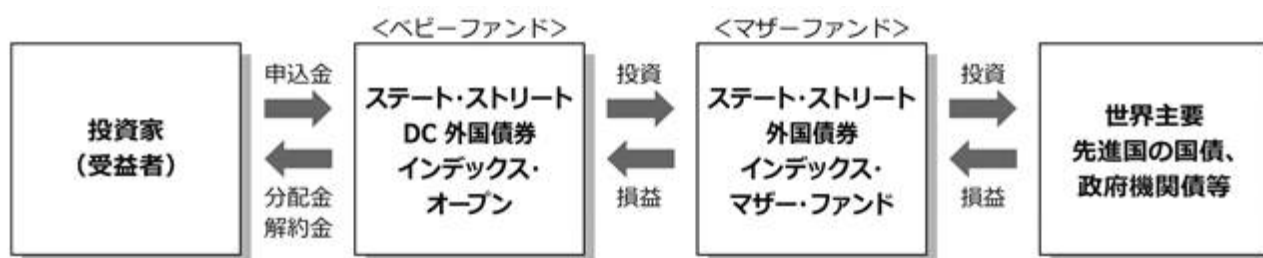 <ベビーファンド>
<マザーファンド>
投資家
(受益者)
申込金
分配金
解約金
ステート・ストリート
DC 外国債券
インデックス・
オープン
投資
損益
ステート・ストリート
外国債券
インデックス・
マザー・ファンド
投資
損益
世界主要
先進国の国債、
政府機関債等